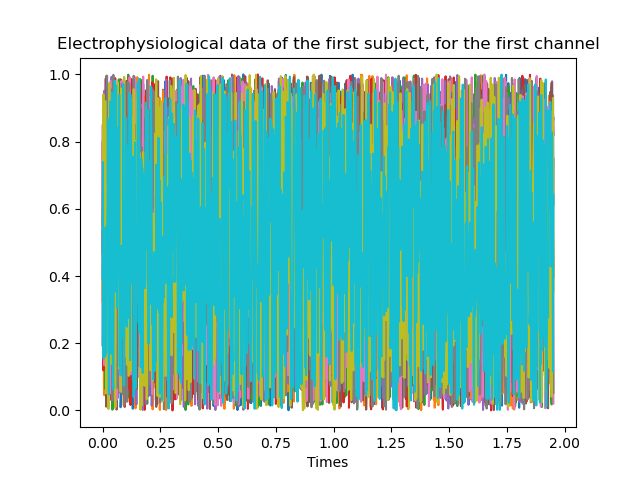 Electrophysiological data of the first subject, for the first channel
1.0
0.8
0.6
0.4
0.2
0.0
0.00 0.25 0.50 0.75 1.00 1.25 1.50 1.75 2.00
Times